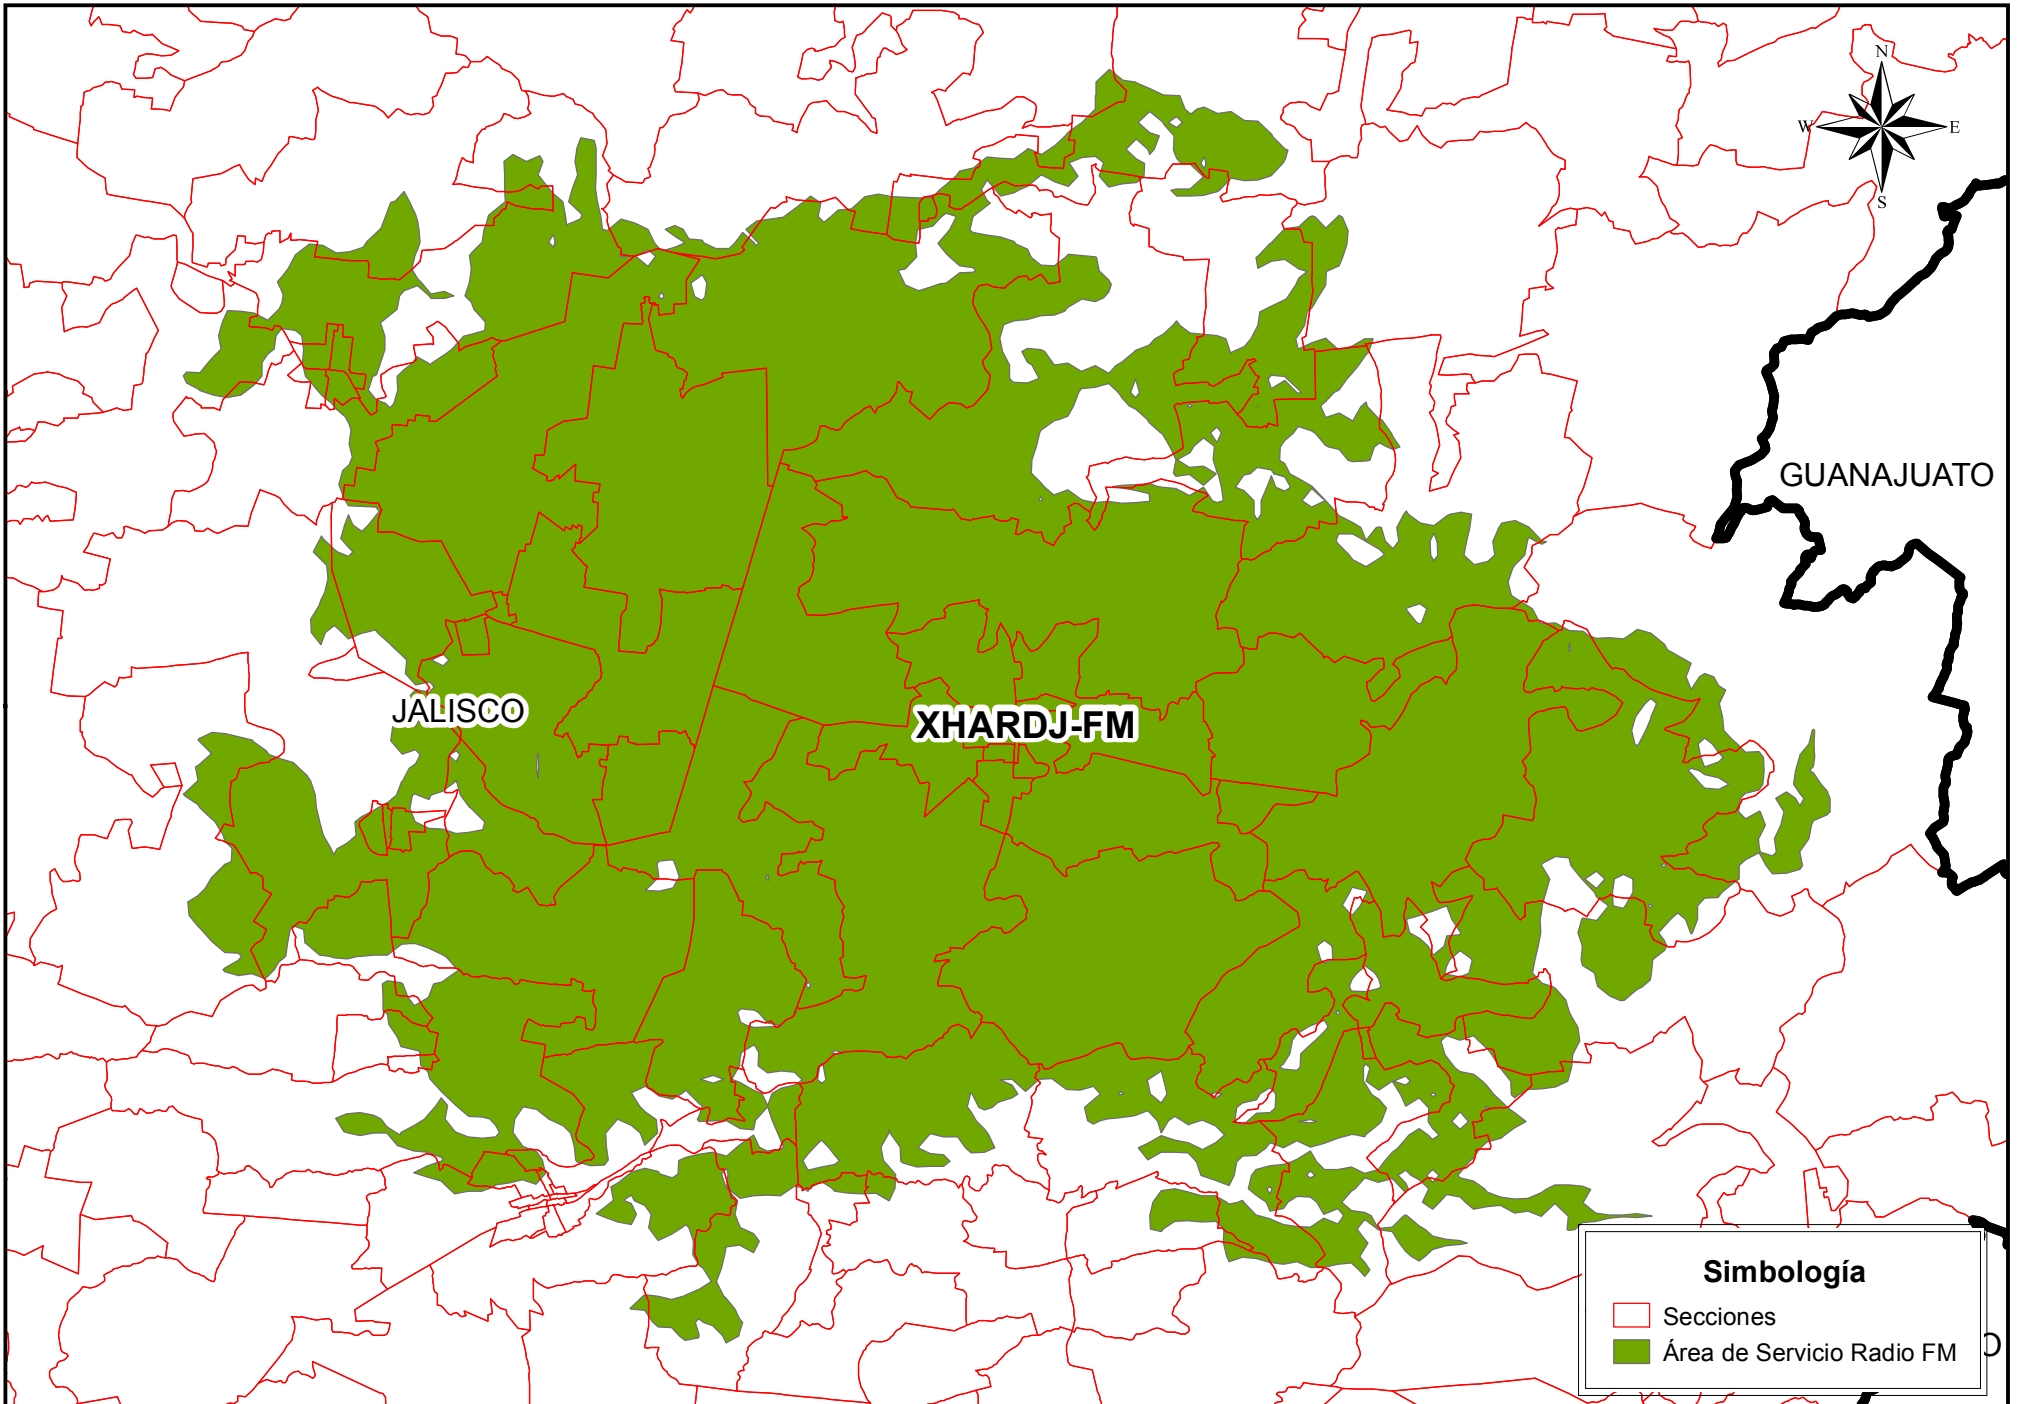 N
W E
S
GUANAJUATO
JALISCO
XHARDJ-FM
Simbología
Secciones
Área de Servicio Radio FM
O